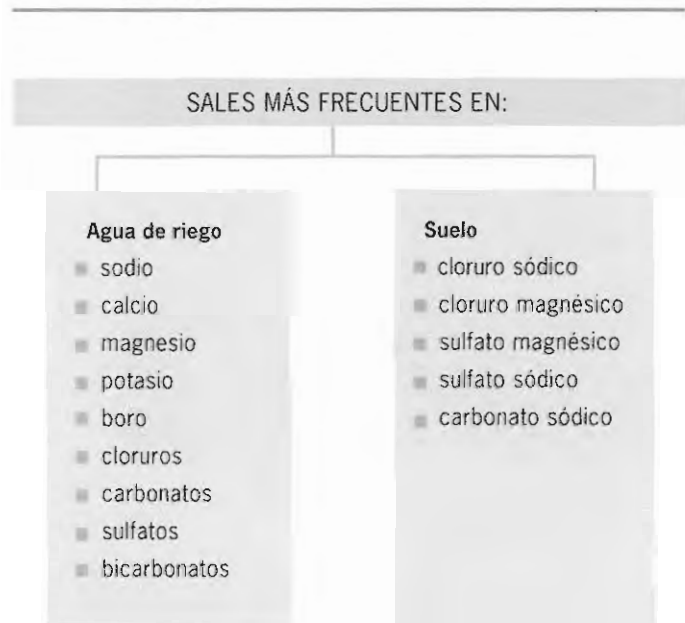 SALES MÁS FRECUENTES EN:
Agua de riego
sodio
calcio
magnesio
potasio
boro
cloruros
carbonatos
sulfatos
bicarbonatos
Suelo
cloruro sódico
cloruro magnésico
sulfato magnésico
sulfato sódico
carbonato sódico